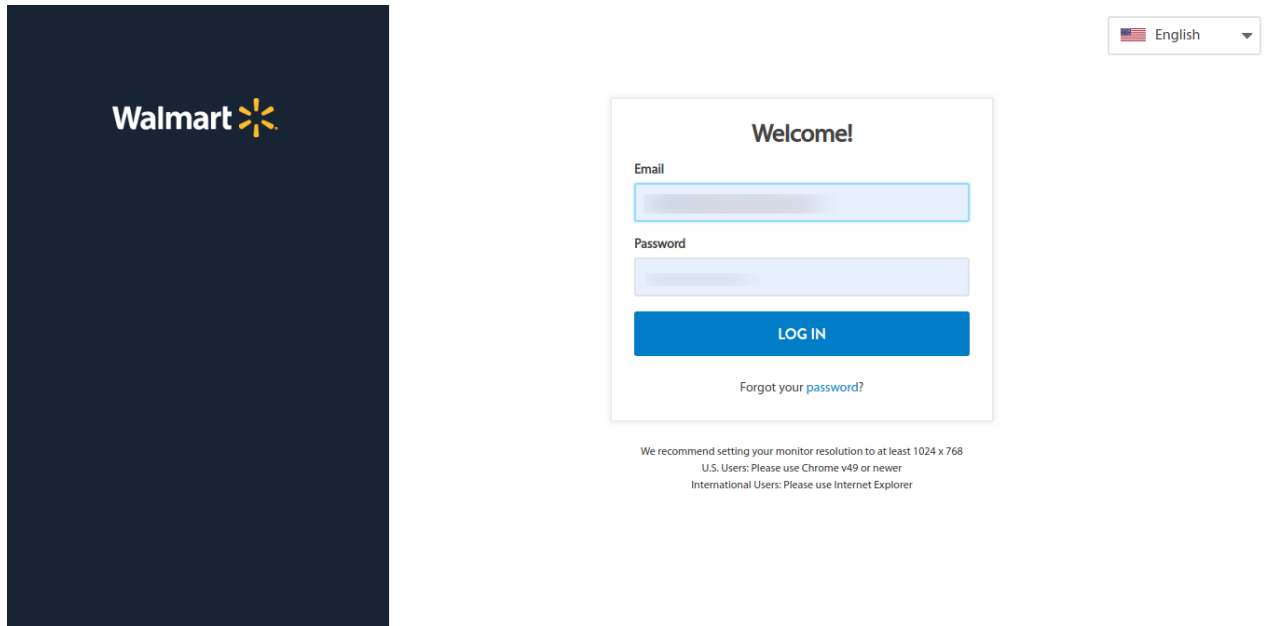 Walmart
English
Welcome!
Email
Password
LOG IN
Forgot your password?
We recommend setting your monitor resolution to at least 1024 x 768
U.S. Users: Please use Chrome v49 or newer
International Users: Please use Internet Explorer